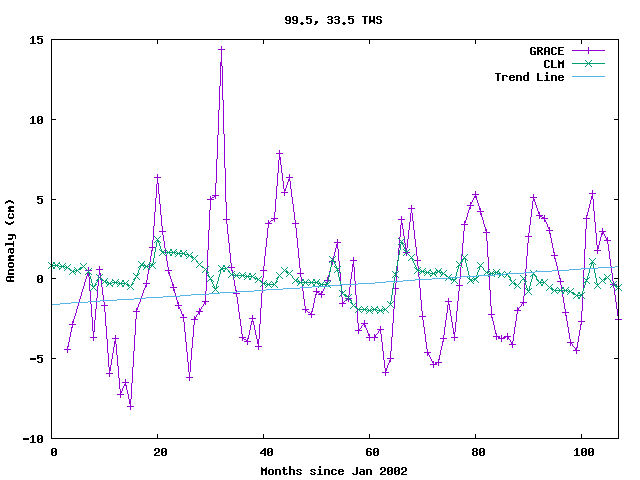 99.5, 33.5 TWS
GRACE
CLM
Trend Line
Anomaly (cm)
15
10
5
0
-5
-10
0 20 40 60 80 100
Months since Jan 2002